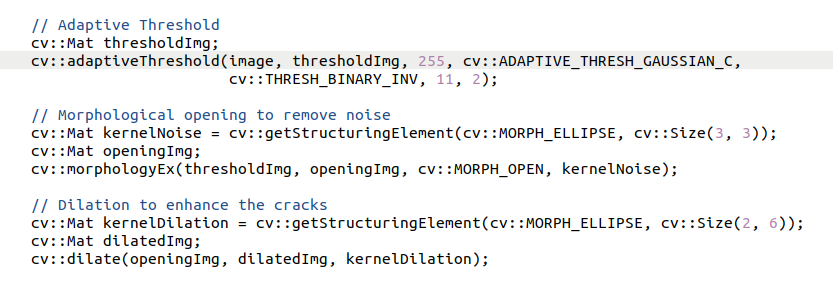 // Adaptive Threshold
cv::Mat thresholdImg;
cv::adaptiveThreshold(image, thresholdImg, 255, cv::ADAPTIVE_THRESH_GAUSSIAN_C,
                      cv::THRESH_BINARY_INV, 11, 2);

// Morphological opening to remove noise
cv::Mat kernelNoise = cv::getStructuringElement(cv::MORPH_ELLIPSE, cv::Size(3, 3));
cv::Mat openingImg;
cv::morphologyEx(thresholdImg, openingImg, cv::MORPH_OPEN, kernelNoise);

// Dilation to enhance the cracks
cv::Mat kernelDilation = cv::getStructuringElement(cv::MORPH_ELLIPSE, cv::Size(2, 6));
cv::Mat dilatedImg;
cv::dilate(openingImg, dilatedImg, kernelDilation);